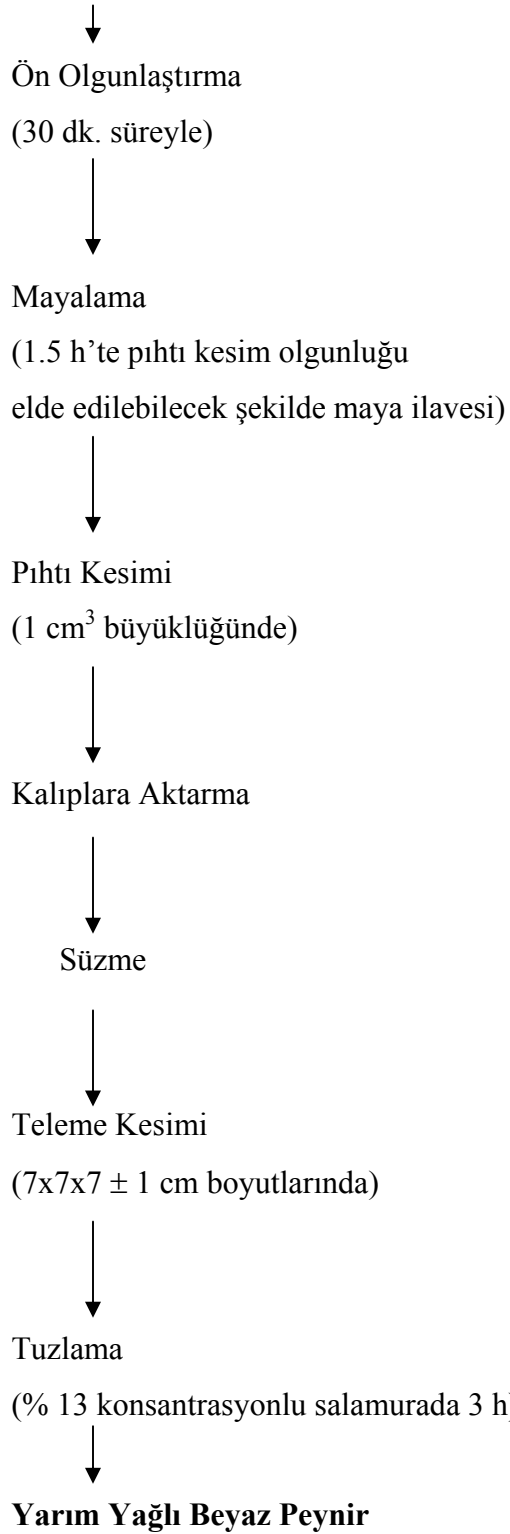 Ön Olgunlaştırma
(30 dk. süreyle)
Mayalama
(1.5 h’te pıhtı kesim olgunluğu
elde edilebilecek şekilde maya ilavesi)
Pıhtı Kesimi
(1 cm³ büyüklüğünde)
Kalıplara Aktarma
Süzme
Teleme Kesimi
(7x7x7 ± 1 cm boyutlarında)
Tuzlama
(% 13 konsantrasyonlu salamurada 3 h)
Yarım Yağlı Beyaz Peynir